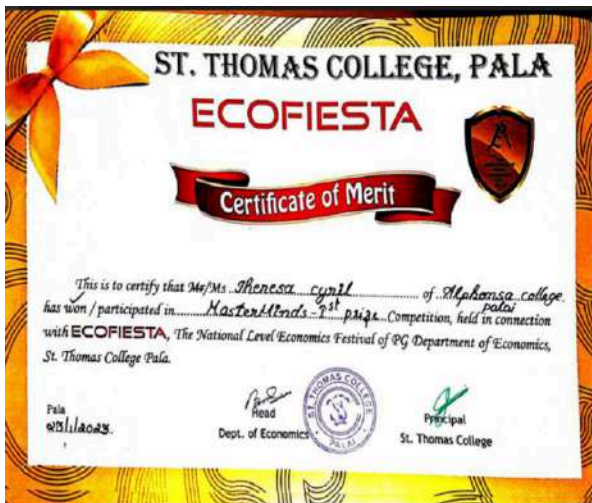 ST. THOMAS COLLEGE, PALA
ECOFIESTA
Certificate of Merit
This is to certify that Mr/Ms Theresa Cyril of Alphonsa college
palai
has won / participated in MasterMinds - 1st prize Competition, held in connection
with ECOFIESTA, The National Level Economics Festival of PG Department of Economics,
St. Thomas College Pala.
Pala
Head
Dept. of Economics
ST. THOMAS COLLEGE
PALAI
Principal
St. Thomas College